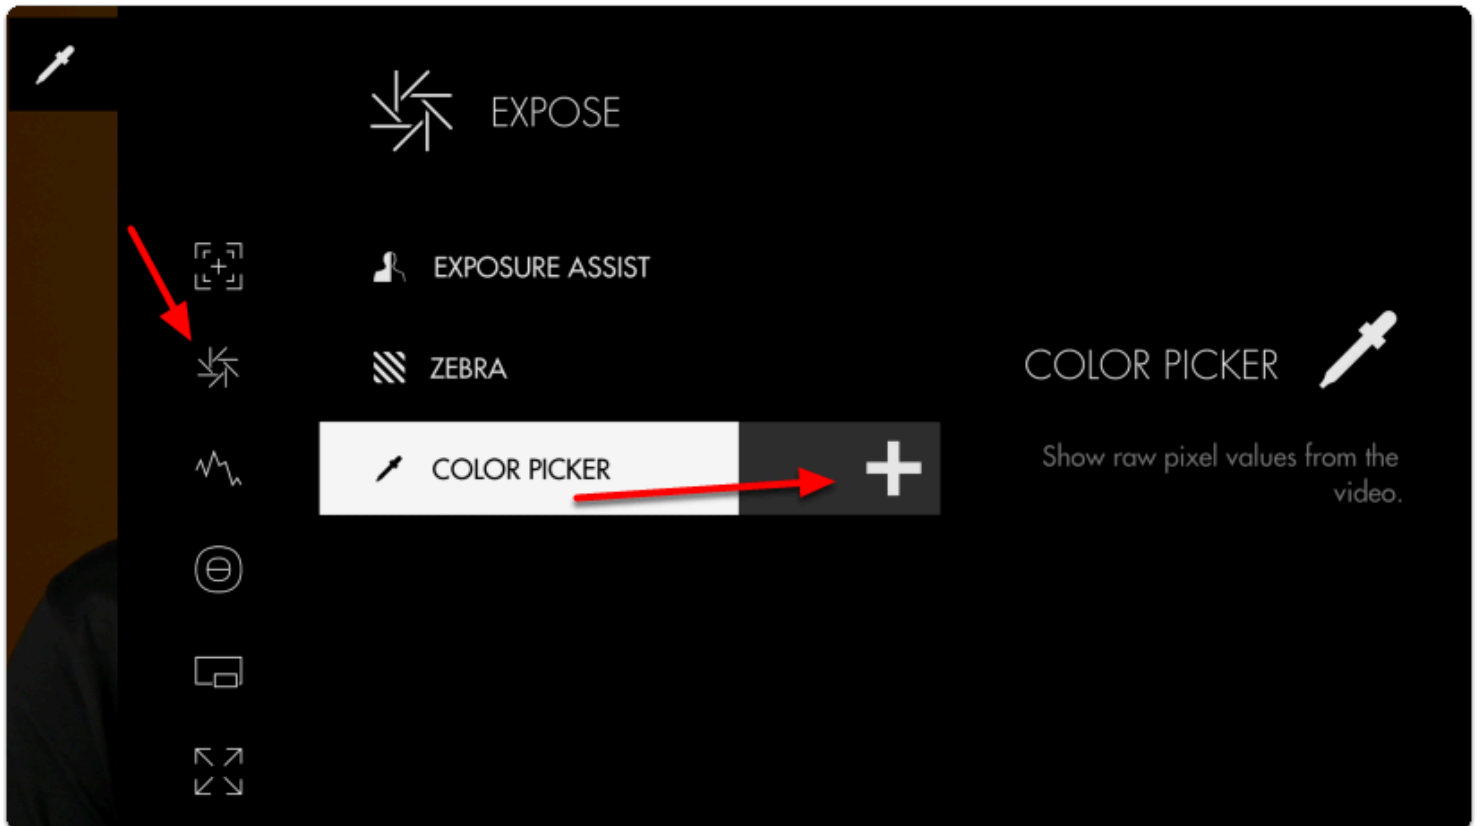 EXPOSE
EXPOSURE ASSIST
ZEBRA
COLOR PICKER
COLOR PICKER
Show raw pixel values from the
video.